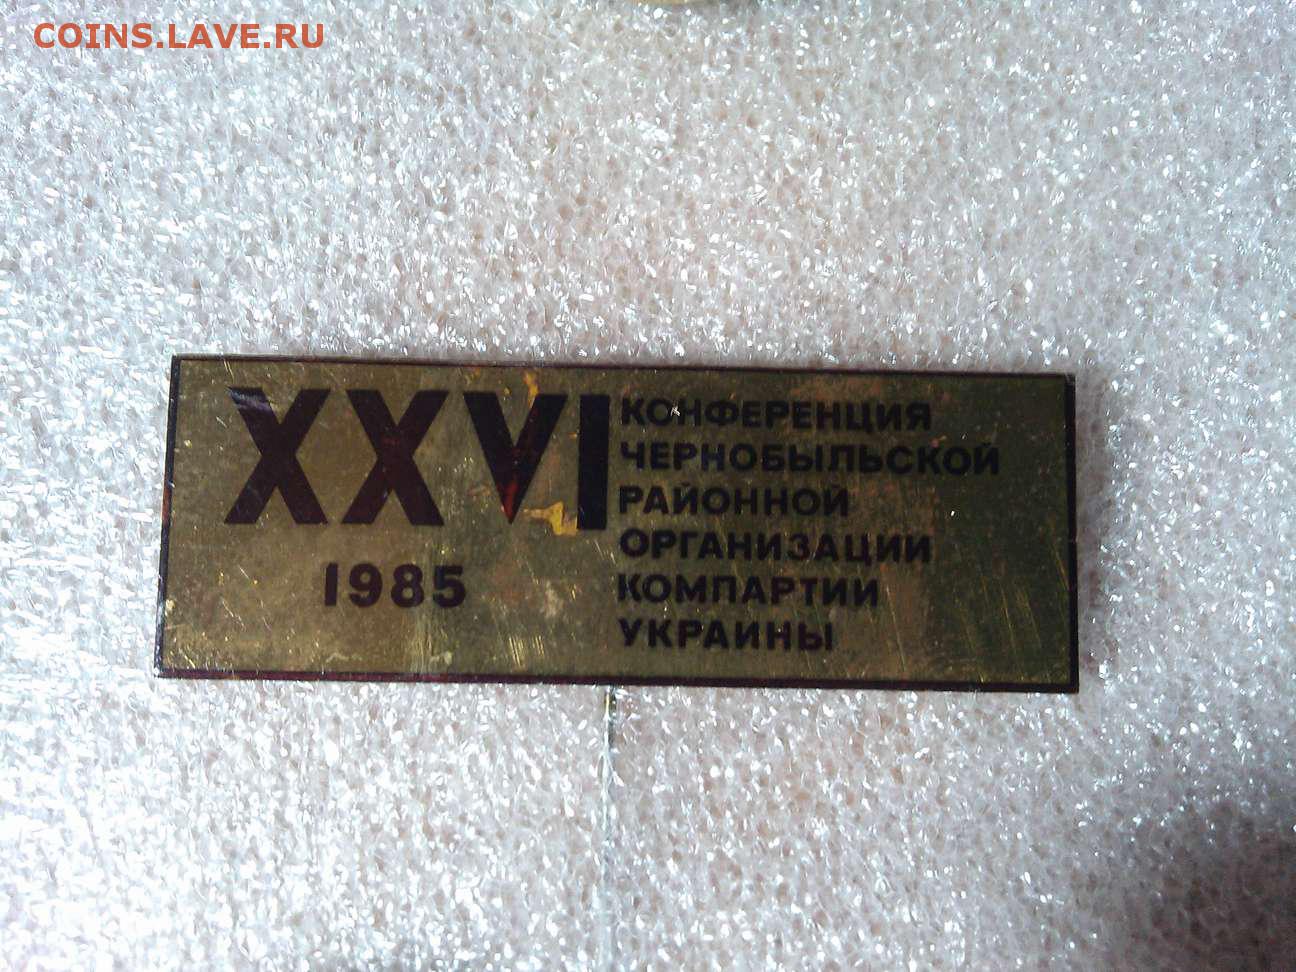 COINS.LAVE.RU
XXVI
1985
КОНФЕРЕНЦИЯ
ЧЕРНОБЫЛЬСКОЙ
РАЙОННОЙ
ОРГАНИЗАЦИИ
КОМПАРТИИ
УКРАИНЫ